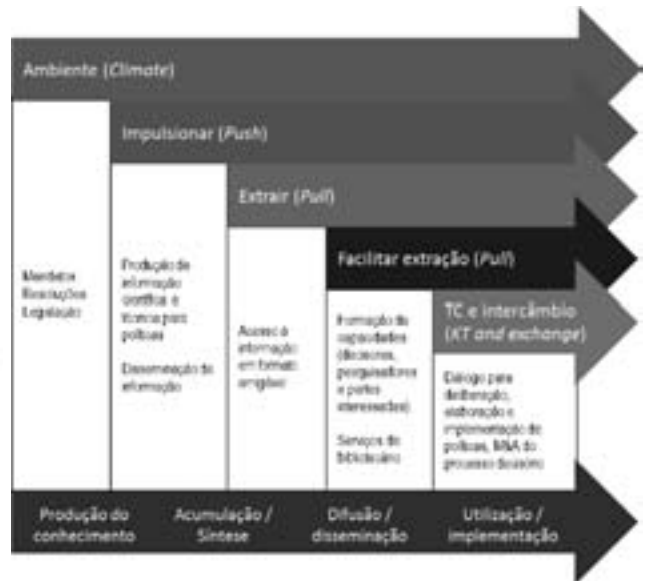 Ambiente (Climate)
Impulsionar (Push)
Extrair (Pull)
Facilitar extração (Pull)
TC e intercâmbio
(KT and exchange)
Mandatos
Resoluções
Legislação
Produção de
informação
científica e
técnica para
políticas
Disseminação da
informação
Acesso à
informação
em formato
amigável
Formação de
capacidades
(decisores,
pesquisadores
e partes
interessadas)
Serviços de
bibliotecário
Diálogo para
deliberação,
elaboração e
implementação de
políticas, M&A do
processo decisório
Produção do
conhecimento
Acumulação /
Síntese
Difusão /
disseminação
Utilização /
implementação